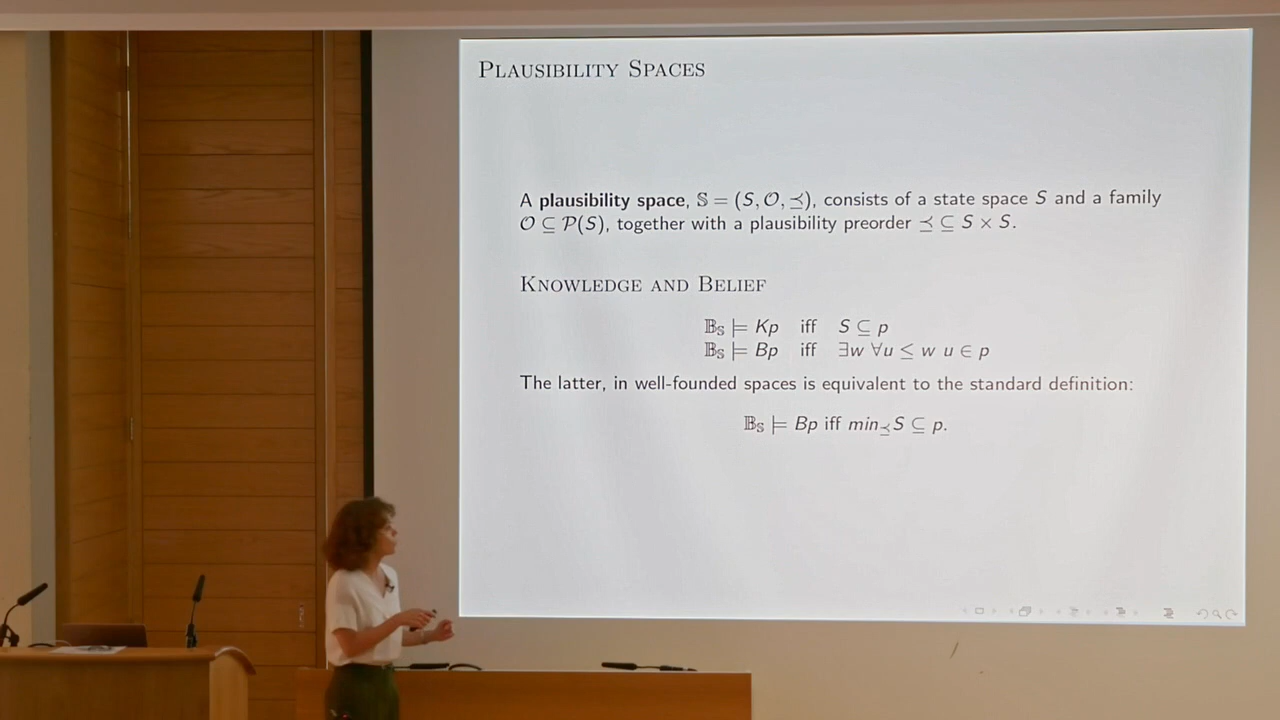 Plausibility Spaces
A plausibility space, 𝕊 = (S, 𝒪, ⪯), consists of a state space S and a family
𝒪 ⊆ 𝒫(S), together with a plausibility preorder ⪯ ⊆ S × S.
Knowledge and Belief
𝔹𝕊 ⊨ Kp iff S ⊆ p
𝔹𝕊 ⊨ Bp iff ∃w ∀u ≤ w u ∈ p
The latter, in well-founded spaces is equivalent to the standard definition:
𝔹𝕊 ⊨ Bp iff min⪯S ⊆ p.